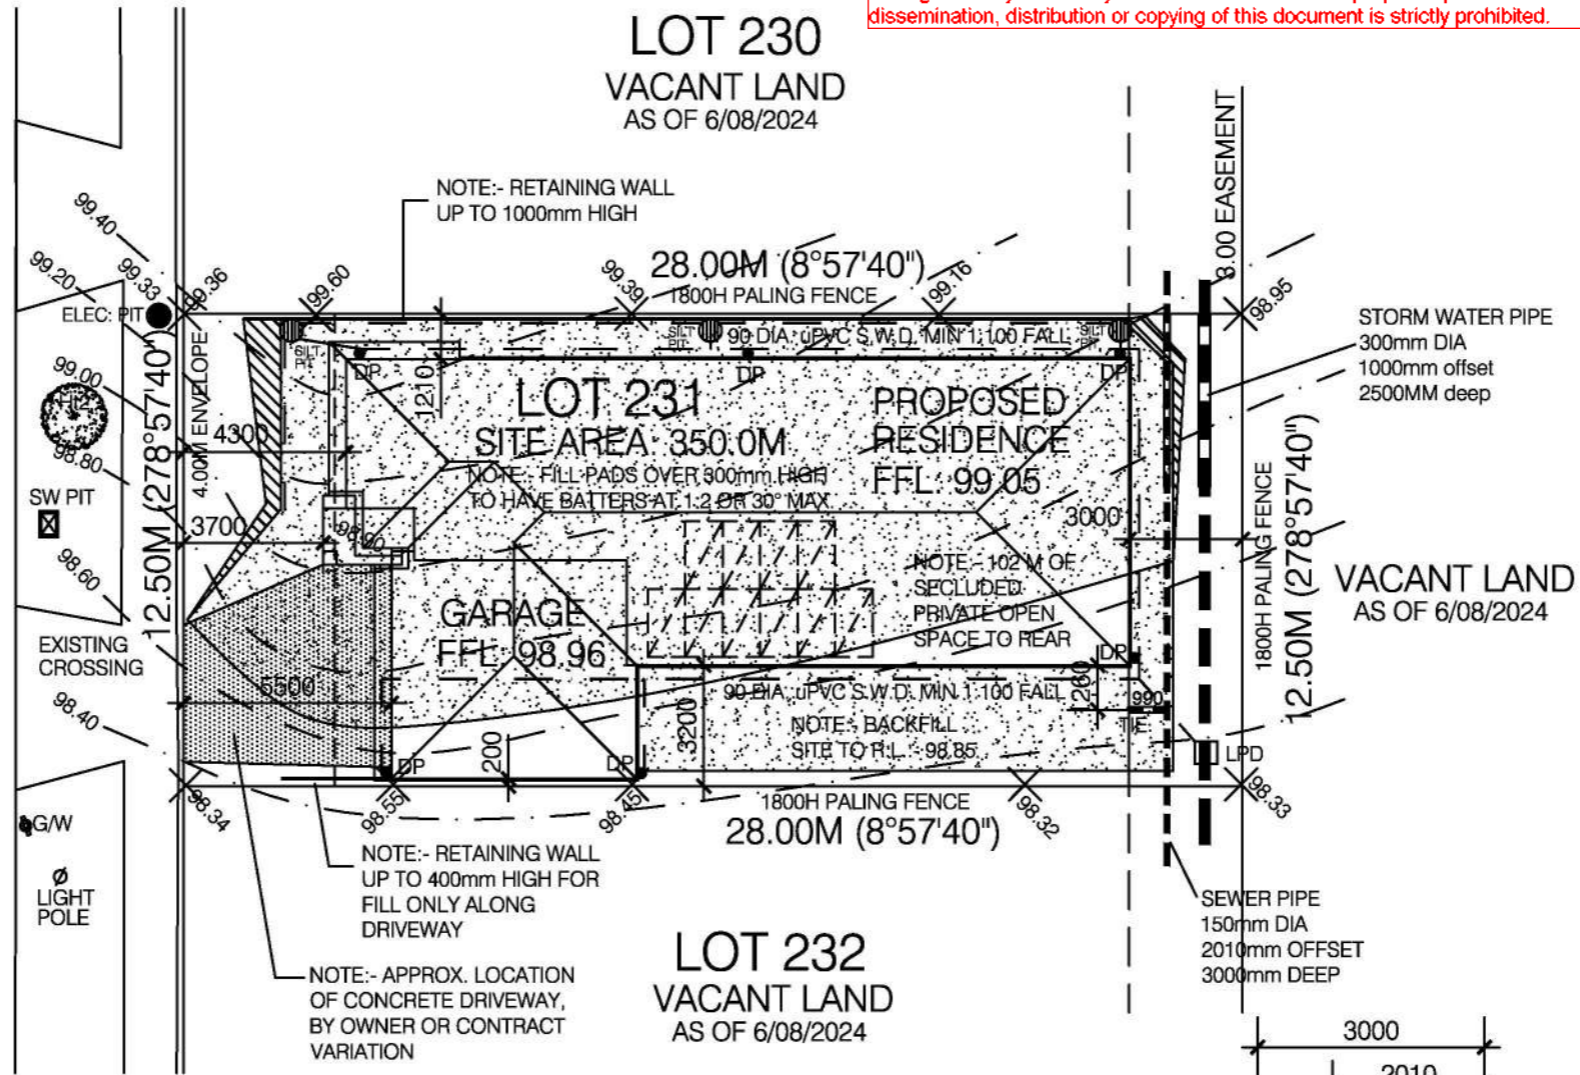 dissemination, distribution or copying of this document is strictly prohibited.
LOT 230
VACANT LAND
AS OF 6/08/2024
3.00 EASEMENT
NOTE:- RETAINING WALL
UP TO 1000mm HIGH
99.40
99.20
99.33
99.36
99.60
99.39
28.00M (8°57'40")
1800H PALING FENCE
99.16
98.95
ELEC: PIT
STORM WATER PIPE
300mm DIA
1000mm offset
2500MM deep
SILT PIT
SILT PIT
SILT PIT
90 DIA. uPVC S.W.D. MIN 1:100 FALL
DP
DP
DP
4.00M ENVELOPE
12.50M (278°57'40")
99.00
1210
LOT 231
SITE AREA: 350.0M
PROPOSED
RESIDENCE
FFL: 99.05
NOTE:- FILL PADS OVER 300mm HIGH
TO HAVE BATTERS AT 1:2 OR 30° MAX
4300
98.80
SW PIT
3700
3000
98.60
NOTE:- 102 M OF
SECLUDED
PRIVATE OPEN
SPACE TO REAR
1800H PALING FENCE
12.50M (278°57'40")
VACANT LAND
AS OF 6/08/2024
GARAGE
FFL: 98.96
EXISTING
CROSSING
5500
DP
98.40
90 DIA. uPVC S.W.D. MIN 1:100 FALL
1260
990
TIE
NOTE:- BACKFILL
SITE TO R.L.- 98.85
3200
200
DP
DP
LPD
98.34
98.55
98.45
98.32
98.33
1800H PALING FENCE
28.00M (8°57'40")
G/W
LIGHT
POLE
NOTE:- RETAINING WALL
UP TO 400mm HIGH FOR
FILL ONLY ALONG
DRIVEWAY
SEWER PIPE
150mm DIA
2010mm OFFSET
3000mm DEEP
LOT 232
VACANT LAND
AS OF 6/08/2024
NOTE:- APPROX. LOCATION
OF CONCRETE DRIVEWAY,
BY OWNER OR CONTRACT
VARIATION
3000
2010